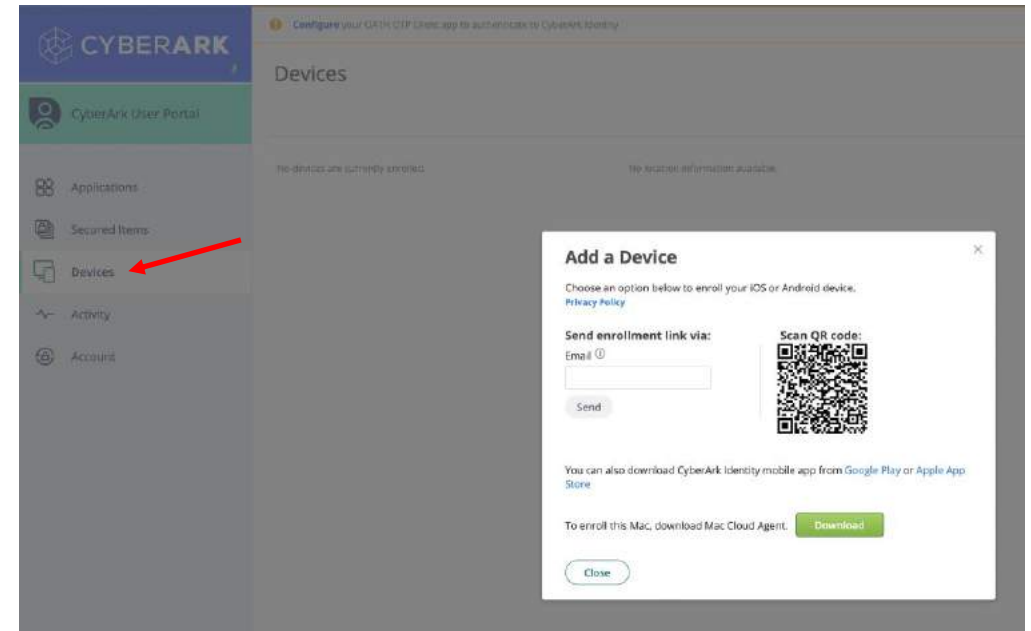 Configure your OATH OTP Client app to authenticate to CyberArk Identity
CYBERARK
Devices
CyberArk User Portal
No devices are currently enrolled.
No location information available.
Applications
Secured Items
Devices
Activity
Account
Add a Device
Choose an option below to enroll your iOS or Android device.
Privacy Policy
Send enrollment link via:
Scan QR code:
Email
Send
You can also download CyberArk Identity mobile app from Google Play or Apple App
Store
To enroll this Mac, download Mac Cloud Agent.
Download
Close